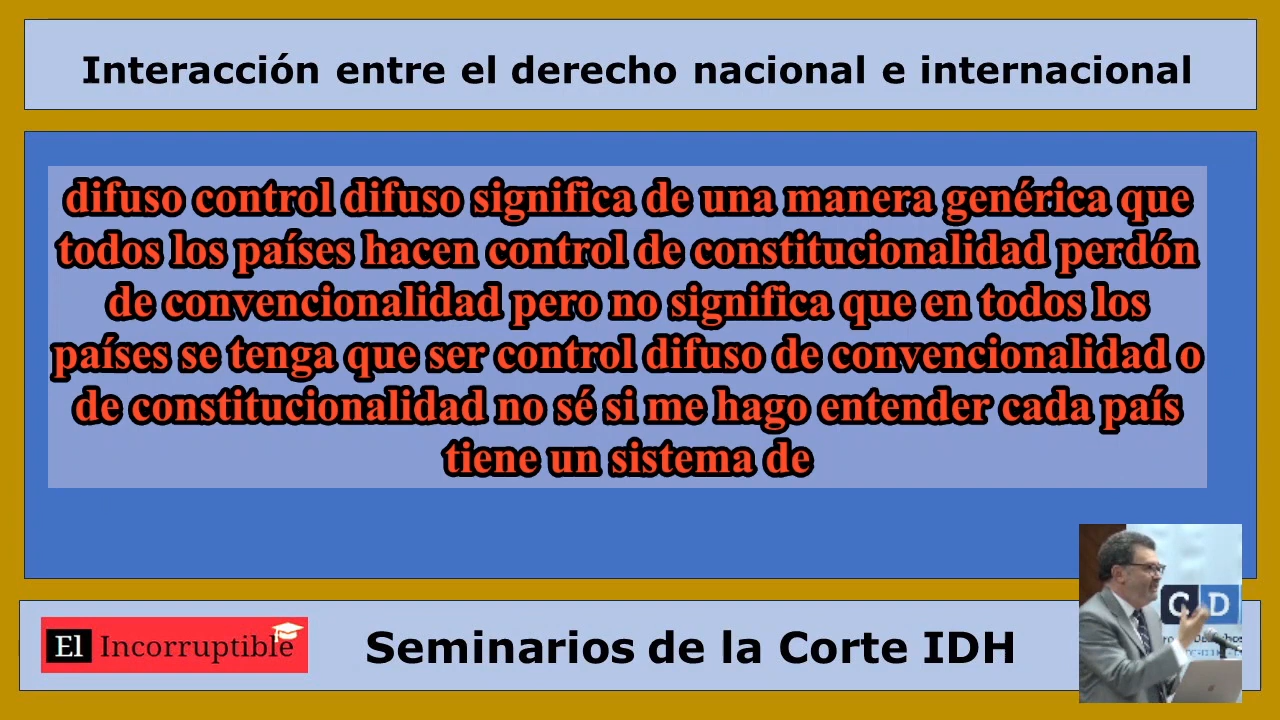 Interacción entre el derecho nacional e internacional
difuso control difuso significa de una manera genérica que
todos los países hacen control de constitucionalidad perdón
de convencionalidad pero no significa que en todos los
países se tenga que ser control difuso de convencionalidad o
de constitucionalidad no sé si me hago entender cada país
tiene un sistema de
El Incorruptible
Seminarios de la Corte IDH